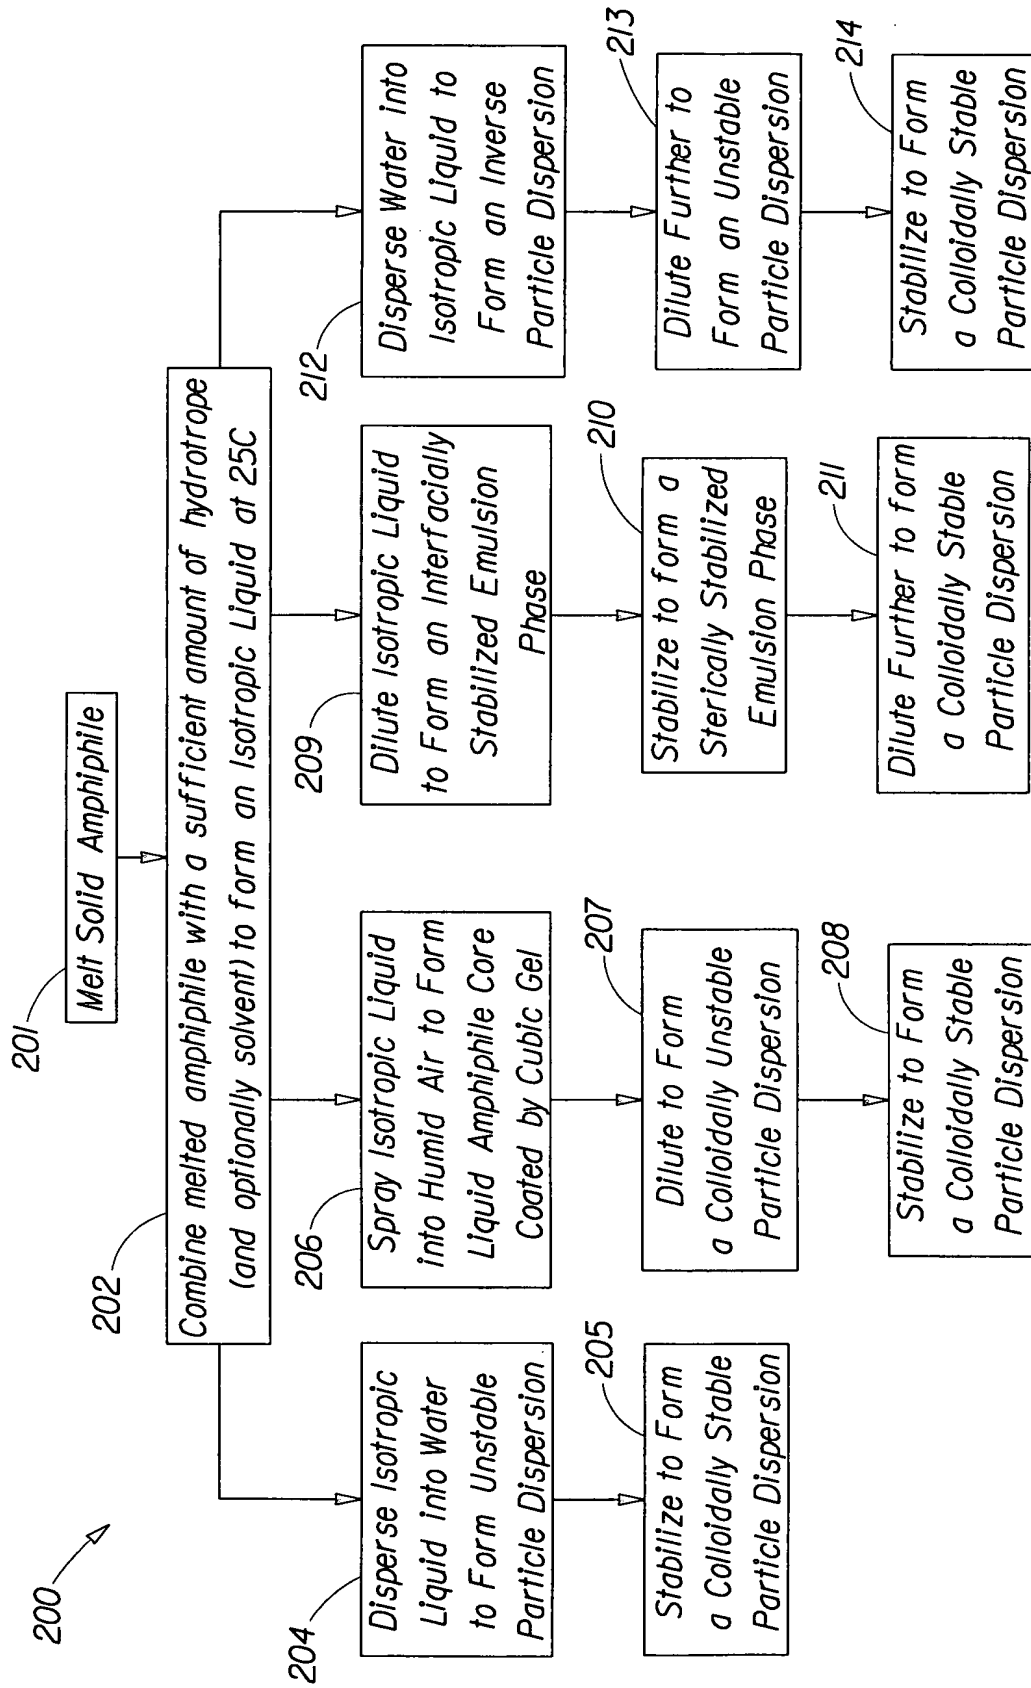 200
201
Melt Solid Amphiphile
202
Combine melted amphiphile with a sufficient amount of hydrotrope
(and optionally solvent) to form an Isotropic Liquid at 25C
204
Disperse Isotropic
Liquid into Water
to Form Unstable
Particle Dispersion
205
Stabilize to Form
a Colloidally Stable
Particle Dispersion
206
Spray Isotropic Liquid
into Humid Air to Form
Liquid Amphiphile Core
Coated by Cubic Gel
207
Dilute to Form
a Colloidally Unstable
Particle Dispersion
208
Stabilize to Form
a Colloidally Stable
Particle Dispersion
209
Dilute Isotropic Liquid
to Form an Interfacially
Stabilized Emulsion
Phase
210
Stabilize to form a
Sterically Stabilized
Emulsion Phase
211
Dilute Further to form
a Colloidally Stable
Particle Dispersion
212
Disperse Water into
Isotropic Liquid to
Form an Inverse
Particle Dispersion
213
Dilute Further to
Form an Unstable
Particle Dispersion
214
Stabilize to Form
a Colloidally Stable
Particle Dispersion